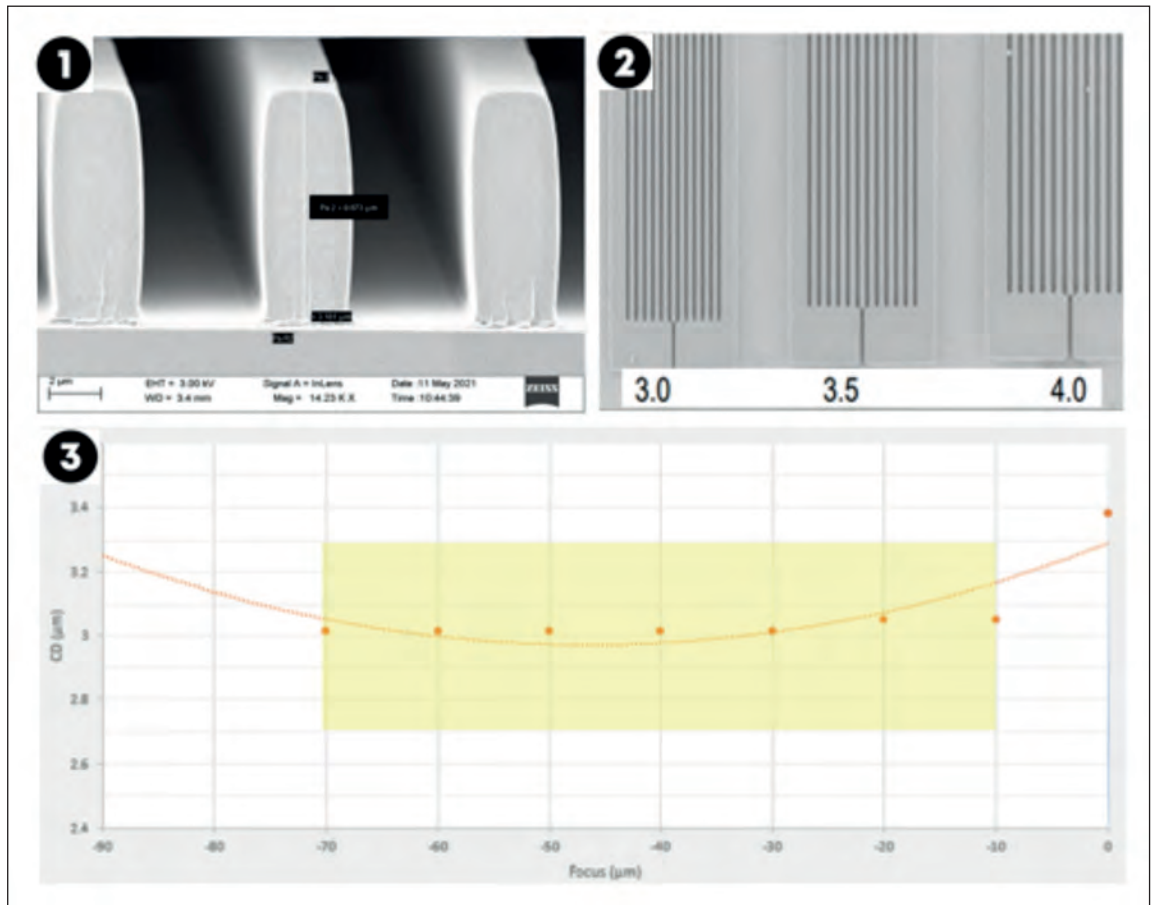 1
2 μm
EHT = 3.00 kV
WD = 3.4 mm
Signal A = InLens
Mag = 14.23 K X
Date :11 May 2021
Time :10:44:39
ZEISS
2
3.0 3.5 4.0
3
3.4
3.2
3
2.8
2.6
2.4
CD (μm)
-90 -80 -70 -60 -50 -40 -30 -20 -10 0
Focus (μm)